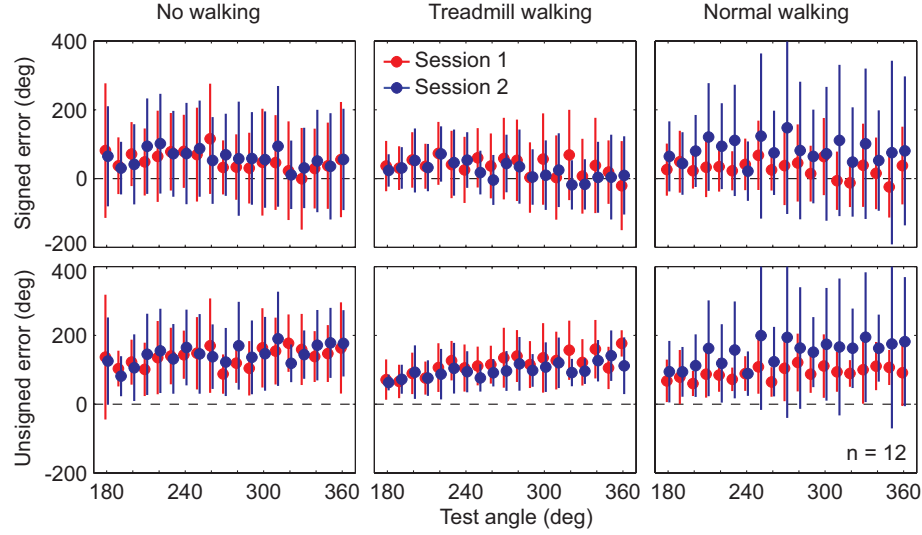 No walking Treadmill walking Normal walking
Signed error (deg)
400
200
0
-200
Session 1
Session 2
Unsigned error (deg)
400
200
0
-200
n = 12
180 240 300 360 180 240 300 360 180 240 300 360
Test angle (deg)